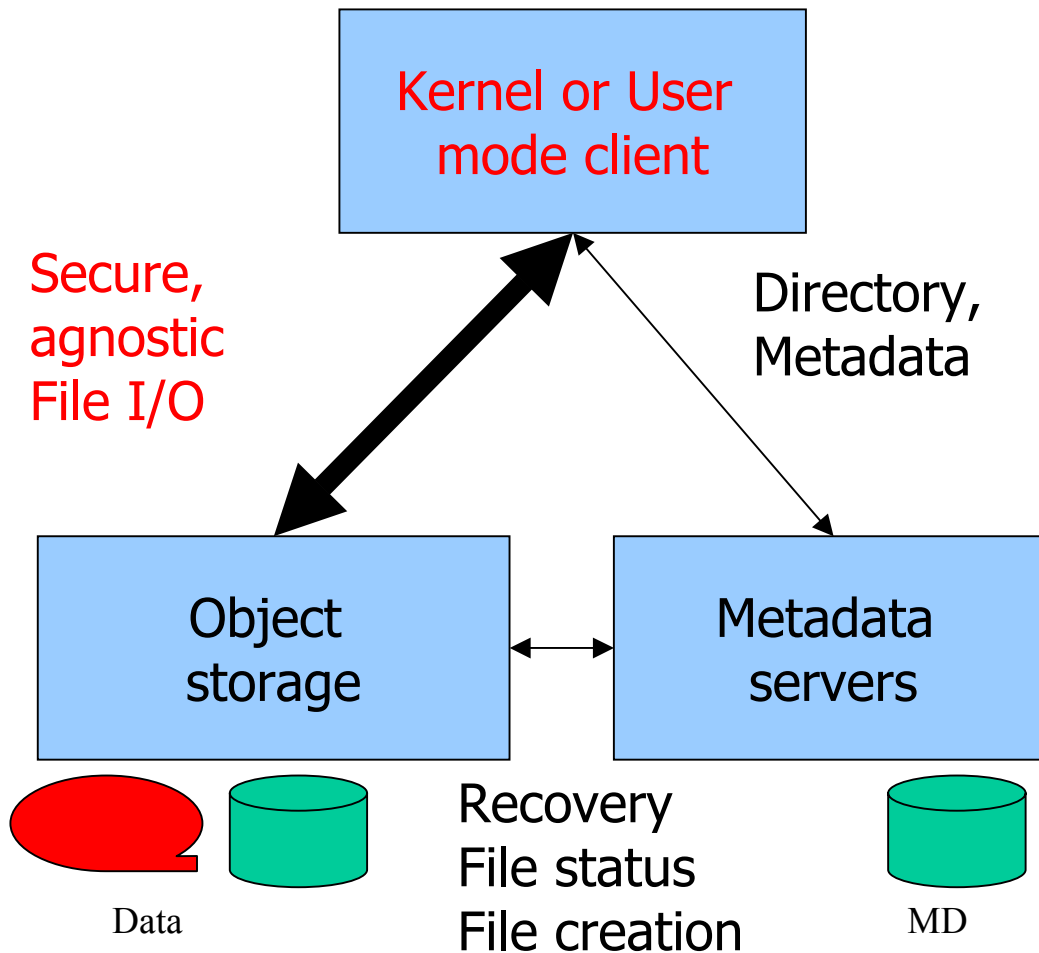 Kernel or User
mode client
Secure,
agnostic
File I/O
Directory,
Metadata
Object
storage
Metadata
servers
Recovery
File status
File creation
Data
MD